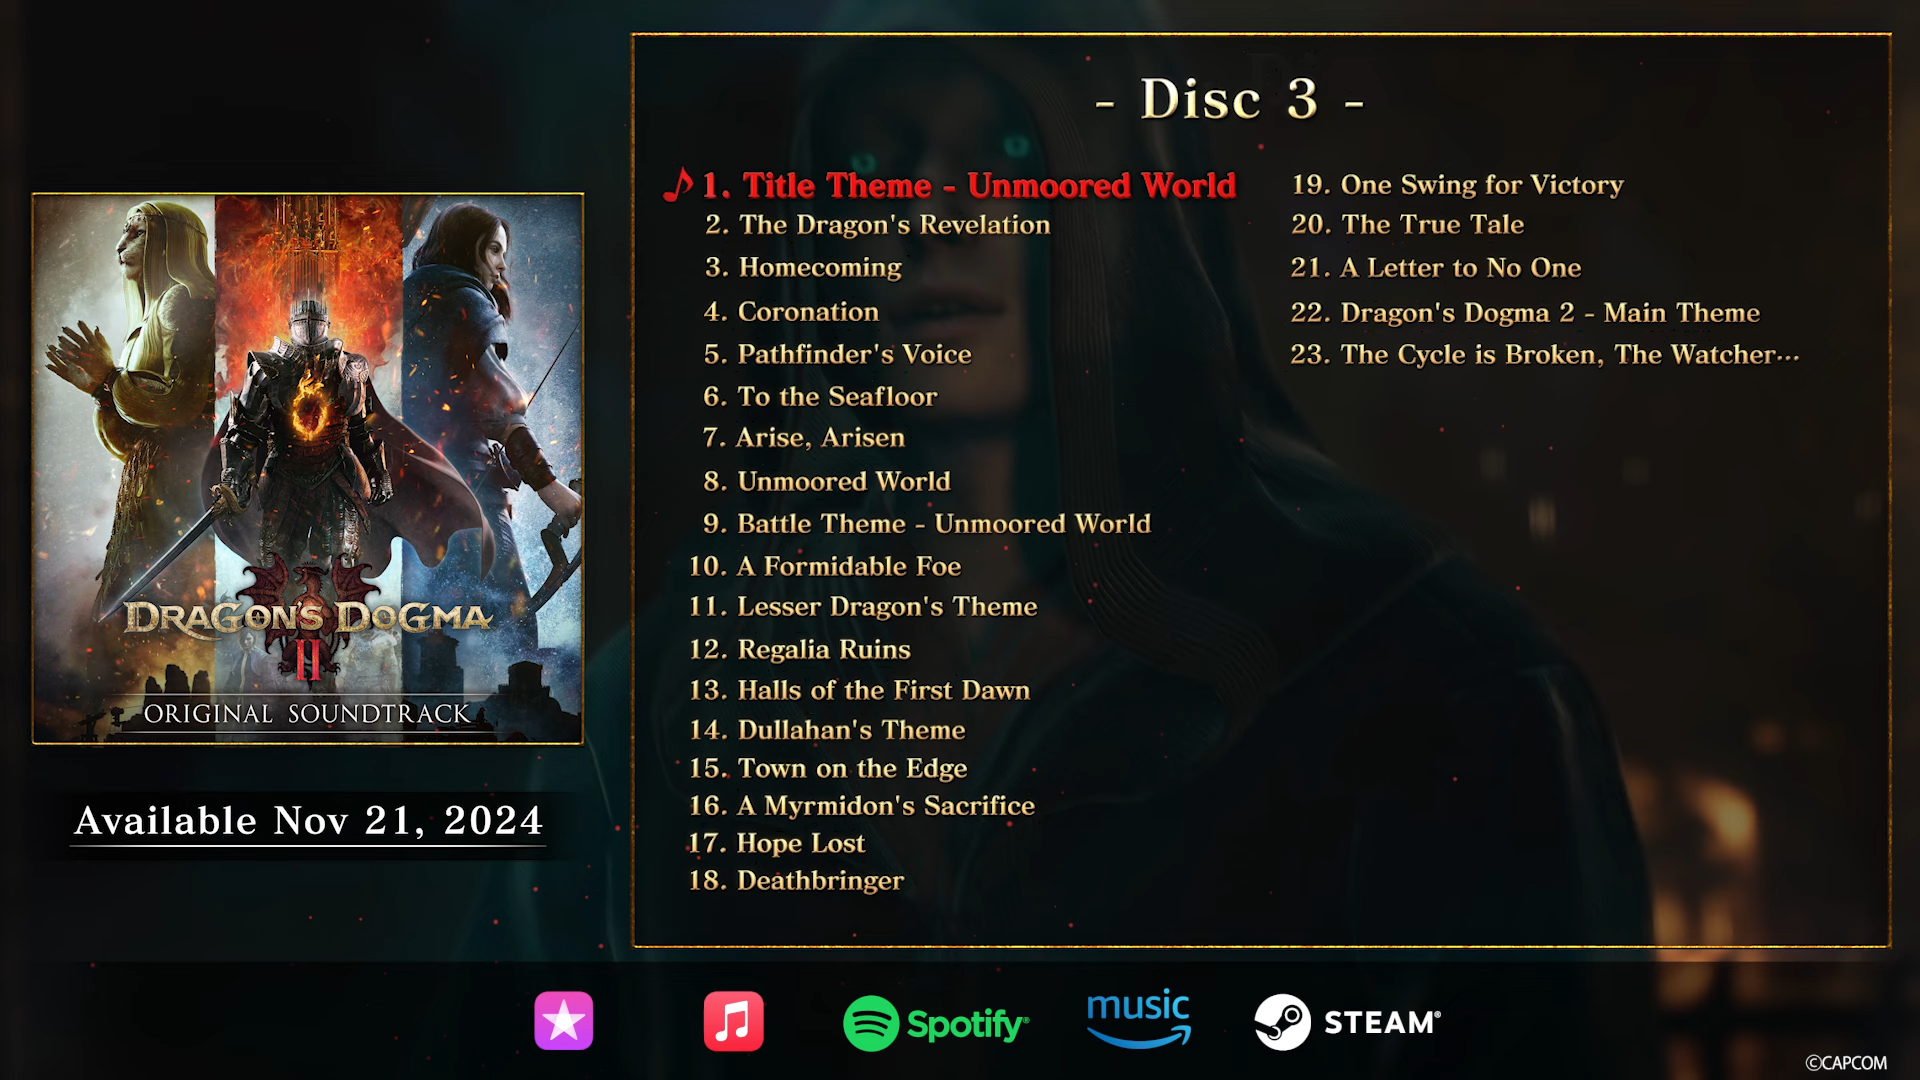 DRAGON'S DOGMA
II
ORIGINAL SOUNDTRACK
Available Nov 21, 2024
- Disc 3 -
1. Title Theme - Unmoored World
2. The Dragon's Revelation
3. Homecoming
4. Coronation
5. Pathfinder's Voice
6. To the Seafloor
7. Arise, Arisen
8. Unmoored World
9. Battle Theme - Unmoored World
10. A Formidable Foe
11. Lesser Dragon's Theme
12. Regalia Ruins
13. Halls of the First Dawn
14. Dullahan's Theme
15. Town on the Edge
16. A Myrmidon's Sacrifice
17. Hope Lost
18. Deathbringer
19. One Swing for Victory
20. The True Tale
21. A Letter to No One
22. Dragon's Dogma 2 - Main Theme
23. The Cycle is Broken, The Watcher…
Spotify®
music
STEAM®
©CAPCOM